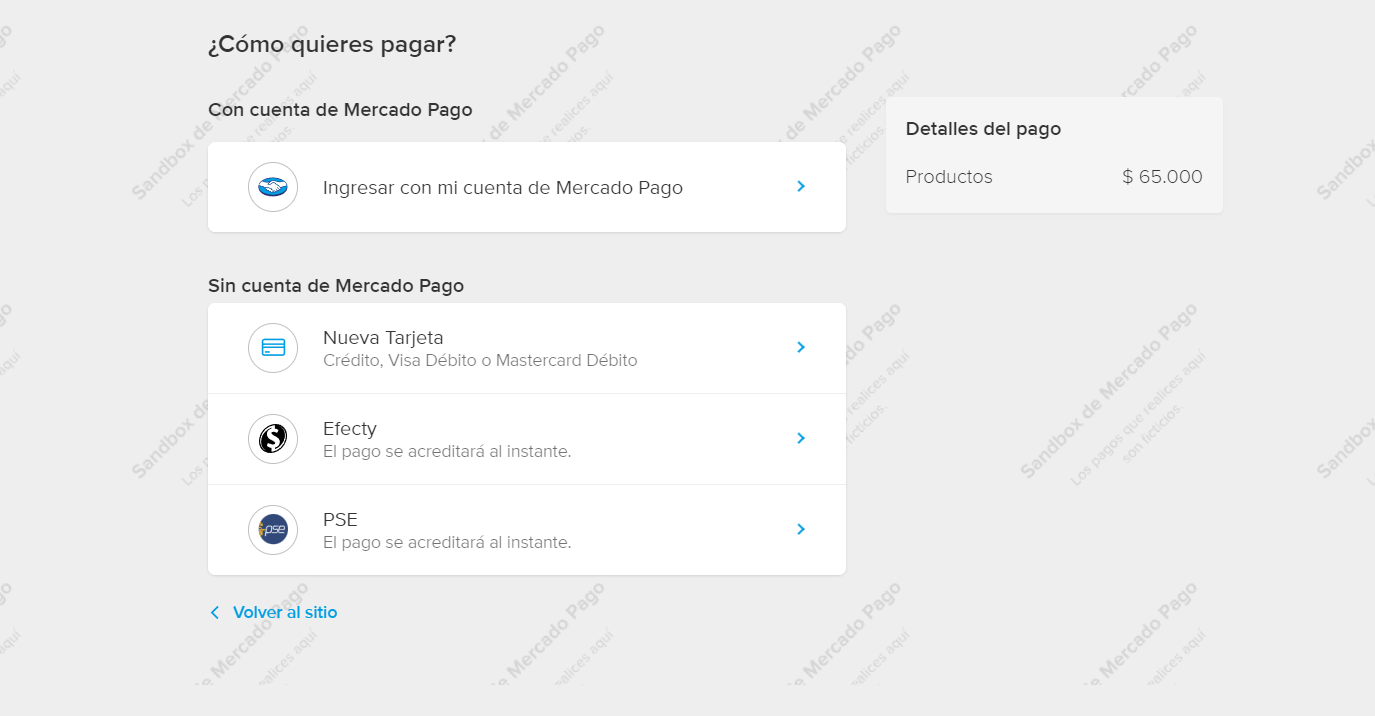 ¿Cómo quieres pagar?
Con cuenta de Mercado Pago
Ingresar con mi cuenta de Mercado Pago
Detalles del pago
Productos $ 65.000
Sin cuenta de Mercado Pago
Nueva Tarjeta
Crédito, Visa Débito o Mastercard Débito
Efecty
El pago se acreditará al instante.
pse
PSE
El pago se acreditará al instante.
Volver al sitio
Sandbox de Mercado Pago
Los pagos que realices aquí
son ficticios.